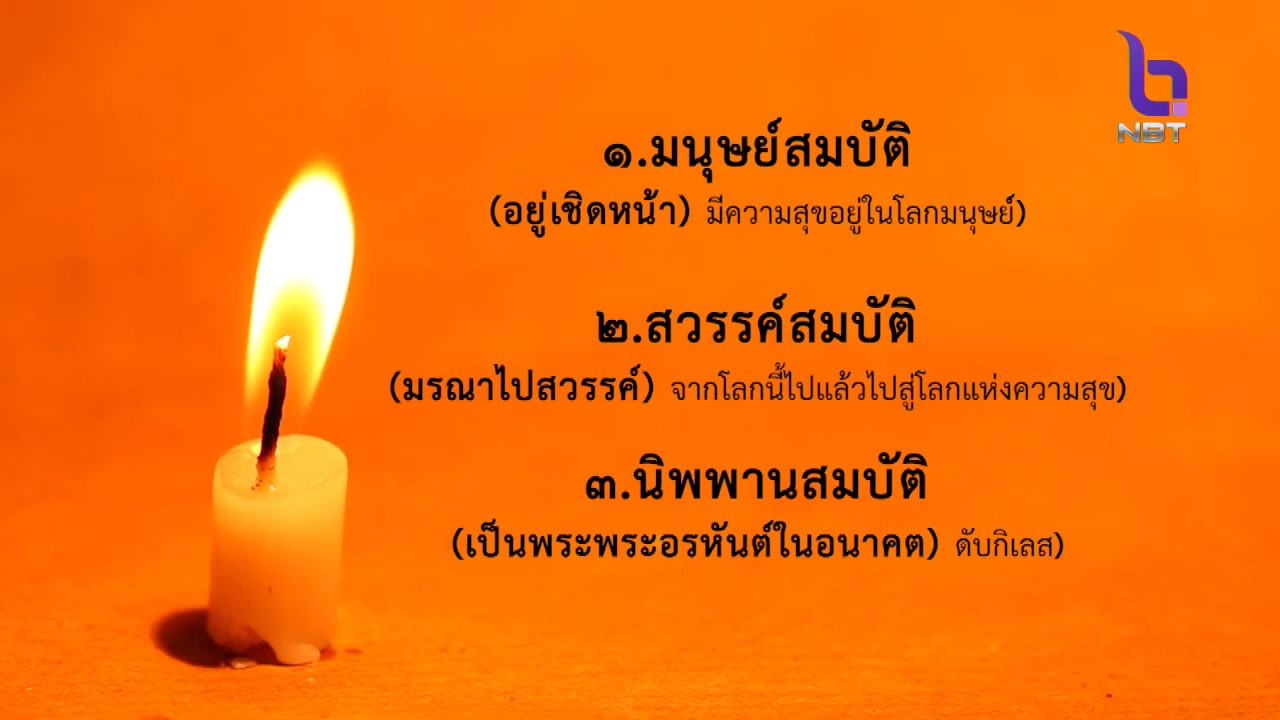 NBT
๑.มนุษย์สมบัติ
(อยู่เชิดหน้า) มีความสุขอยู่ในโลกมนุษย์)
๒.สวรรค์สมบัติ
(มรณาไปสวรรค์) จากโลกนี้ไปแล้วไปสู่โลกแห่งความสุข)
๓.นิพพานสมบัติ
(เป็นพระพระอรหันต์ในอนาคต) ดับกิเลส)